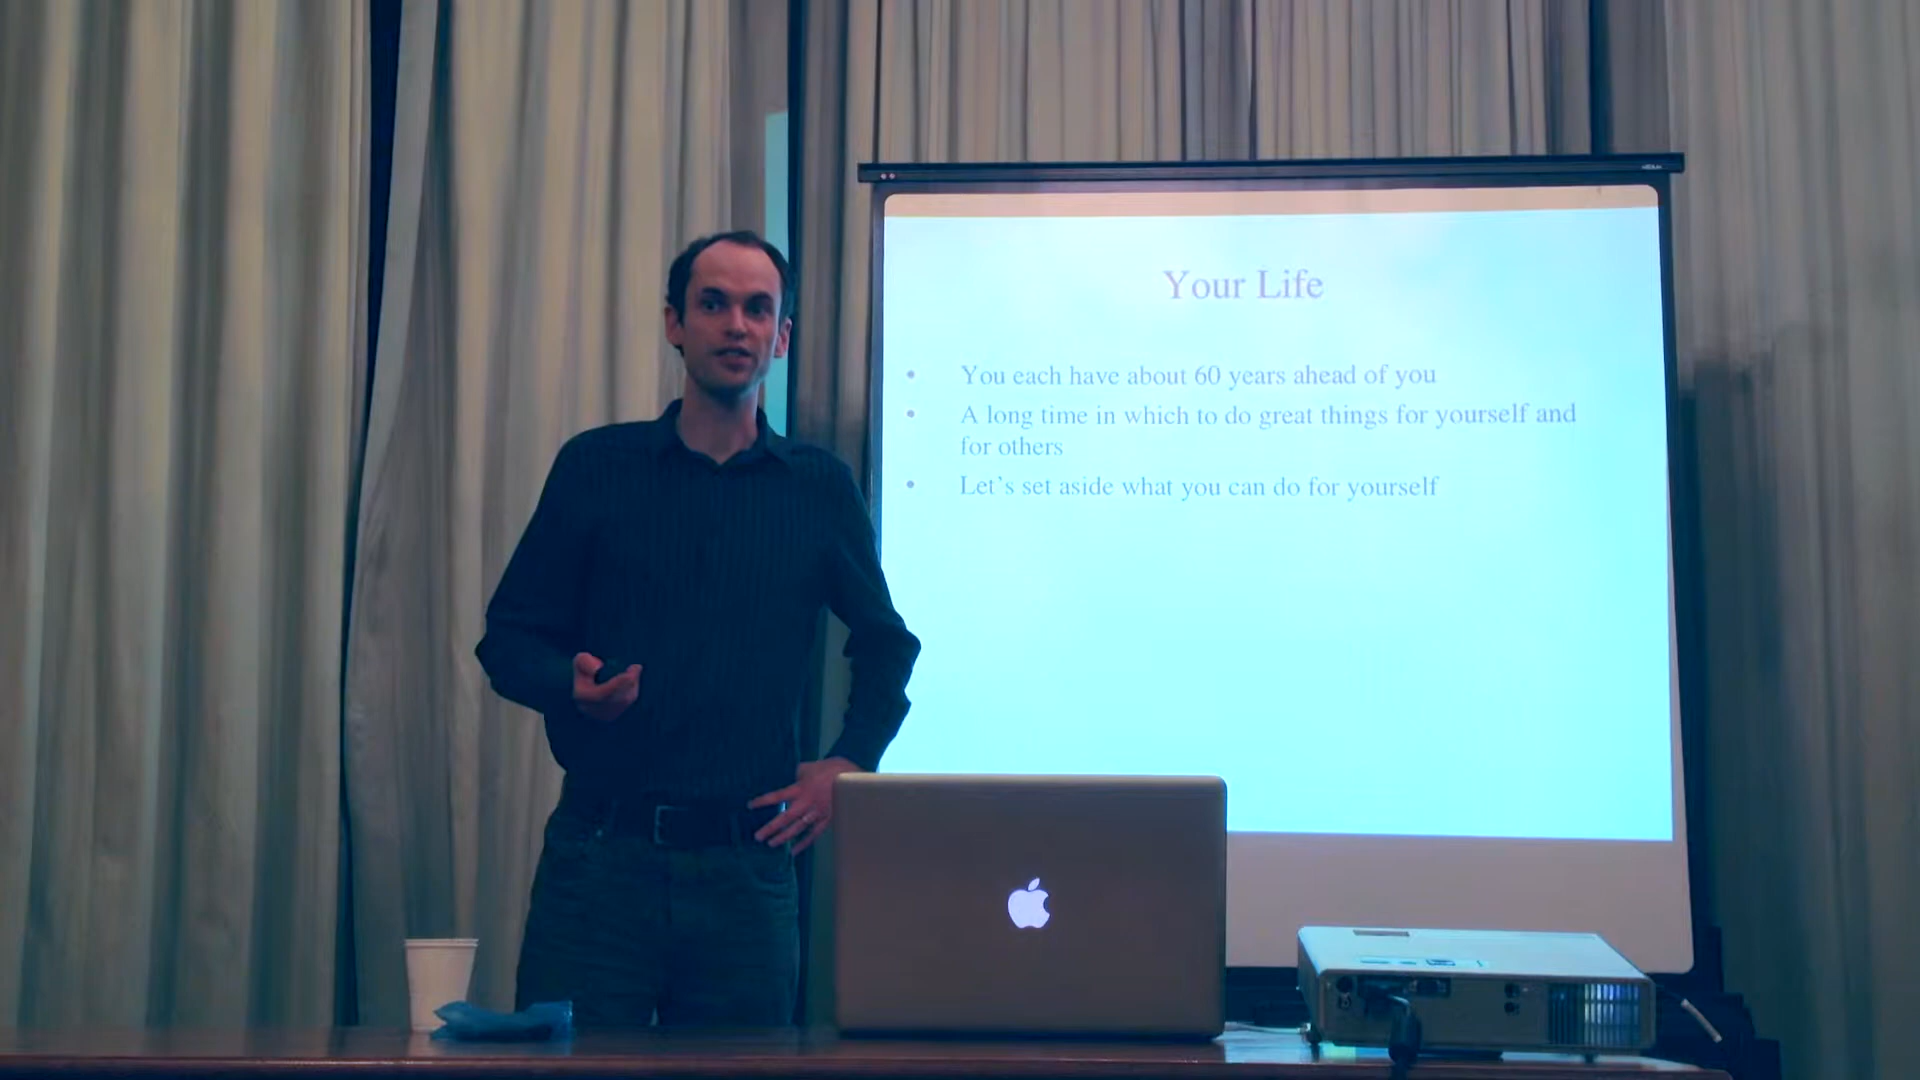 Your Life
• You each have about 60 years ahead of you
• A long time in which to do great things for yourself and
for others
• Let's set aside what you can do for yourself